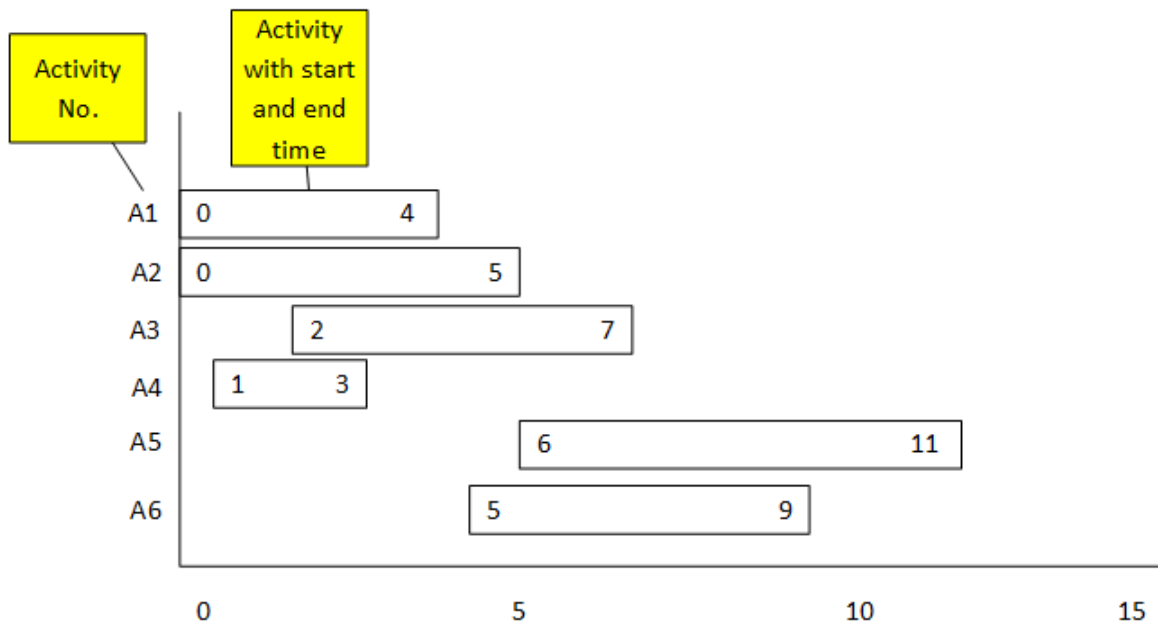 Activity
No.
Activity
with start
and end
time
A1 0 4
A2 0 5
A3 2 7
A4 1 3
A5 6 11
A6 5 9
0 5 10 15